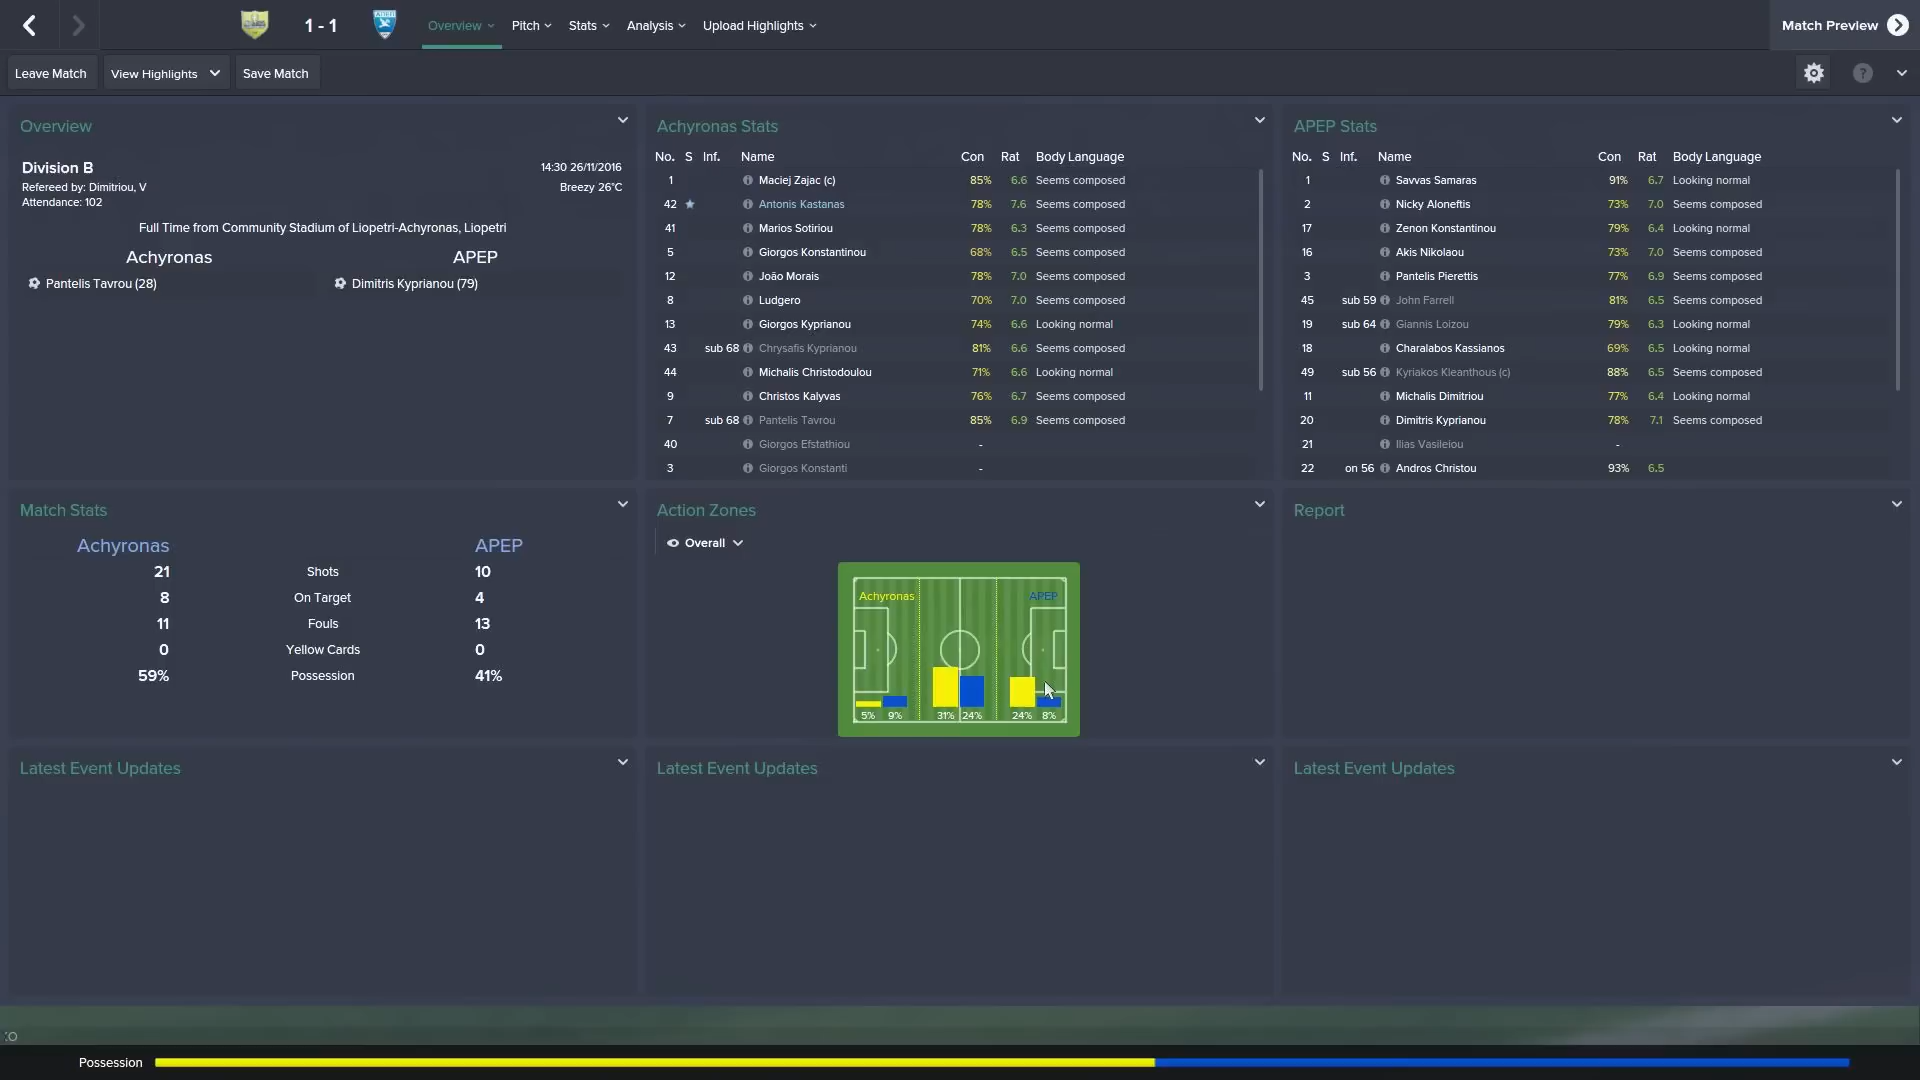 1 - 1
Overview
Pitch
Stats
Analysis
Upload Highlights
Match Preview
Leave Match
View Highlights
Save Match
?
Overview
Division B
14:30 26/11/2016
Refereed by: Dimitriou, V
Breezy 26°C
Attendance: 102
Full Time from Community Stadium of Liopetri-Achyronas, Liopetri
Achyronas APEP
Pantelis Tavrou (28) Dimitris Kyprianou (79)
Achyronas Stats
No. S Inf. Name Con Rat Body Language
1 Maciej Zajac (c) 85% 6.6 Seems composed
42 Antonis Kastanas 78% 7.6 Seems composed
41 Marios Sotiriou 78% 6.3 Seems composed
5 Giorgos Konstantinou 68% 6.5 Seems composed
12 João Morais 78% 7.0 Seems composed
8 Ludgero 70% 7.0 Seems composed
13 Giorgos Kyprianou 74% 6.6 Looking normal
43 sub 68 Chrysafis Kyprianou 81% 6.6 Seems composed
44 Michalis Christodoulou 71% 6.6 Looking normal
9 Christos Kalyvas 76% 6.7 Seems composed
7 sub 68 Pantelis Tavrou 85% 6.9 Seems composed
40 Giorgos Efstathiou -
3 Giorgos Konstanti -
APEP Stats
No. S Inf. Name Con Rat Body Language
1 Savvas Samaras 91% 6.7 Looking normal
2 Nicky Aloneftis 73% 7.0 Seems composed
17 Zenon Konstantinou 79% 6.4 Looking normal
16 Akis Nikolaou 73% 7.0 Seems composed
3 Pantelis Pierettis 77% 6.9 Seems composed
45 sub 59 John Farrell 81% 6.5 Seems composed
19 sub 64 Giannis Loizou 79% 6.3 Looking normal
18 Charalabos Kassianos 69% 6.5 Looking normal
49 sub 56 Kyriakos Kleanthous (c) 88% 6.5 Seems composed
11 Michalis Dimitriou 77% 6.4 Looking normal
20 Dimitris Kyprianou 78% 7.1 Seems composed
21 Ilias Vasileiou -
22 on 56 Andros Christou 93% 6.5
Match Stats
Achyronas APEP
21 Shots 10
8 On Target 4
11 Fouls 13
0 Yellow Cards 0
59% Possession 41%
Action Zones
Overall
Achyronas APEP
5% 9% 31% 24% 24% 8%
Report
Latest Event Updates
Latest Event Updates
Latest Event Updates
:O
Possession